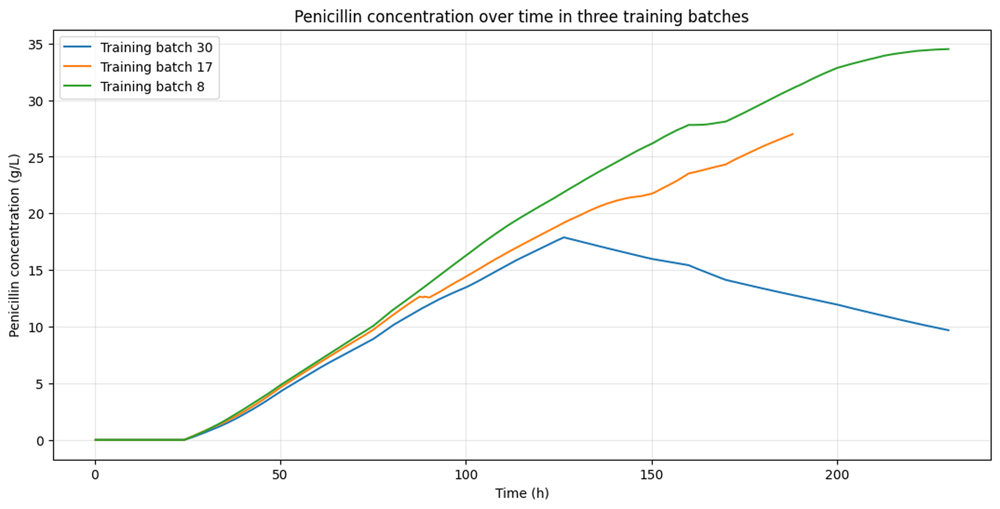 Penicillin concentration over time in three training batches
Training batch 30
Training batch 17
Training batch 8
Penicillin concentration (g/L)
35
30
25
20
15
10
5
0
0 50 100 150 200
Time (h)